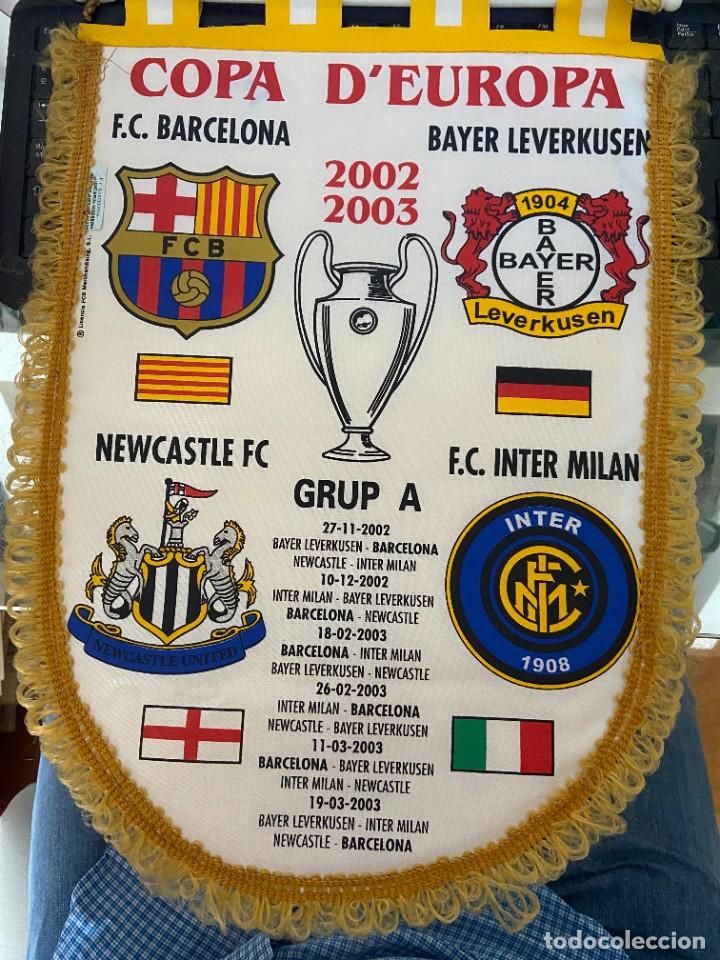 COPA D'EUROPA
F.C. BARCELONA
BAYER LEVERKUSEN
2002
2003
FCB
1904
BAYER
BAYER
Leverkusen
® Licencia FCB Merchandising, S.L.
NEWCASTLE FC
F.C. INTER MILAN
GRUP A
NEWCASTLE UNITED
INTER
1908
27-11-2002
BAYER LEVERKUSEN - BARCELONA
NEWCASTLE - INTER MILAN
10-12-2002
INTER MILAN - BAYER LEVERKUSEN
BARCELONA - NEWCASTLE
18-02-2003
BARCELONA - INTER MILAN
BAYER LEVERKUSEN - NEWCASTLE
26-02-2003
INTER MILAN - BARCELONA
NEWCASTLE - BAYER LEVERKUSEN
11-03-2003
BARCELONA - BAYER LEVERKUSEN
INTER MILAN - NEWCASTLE
19-03-2003
BAYER LEVERKUSEN - INTER MILAN
NEWCASTLE - BARCELONA
todocoleccion